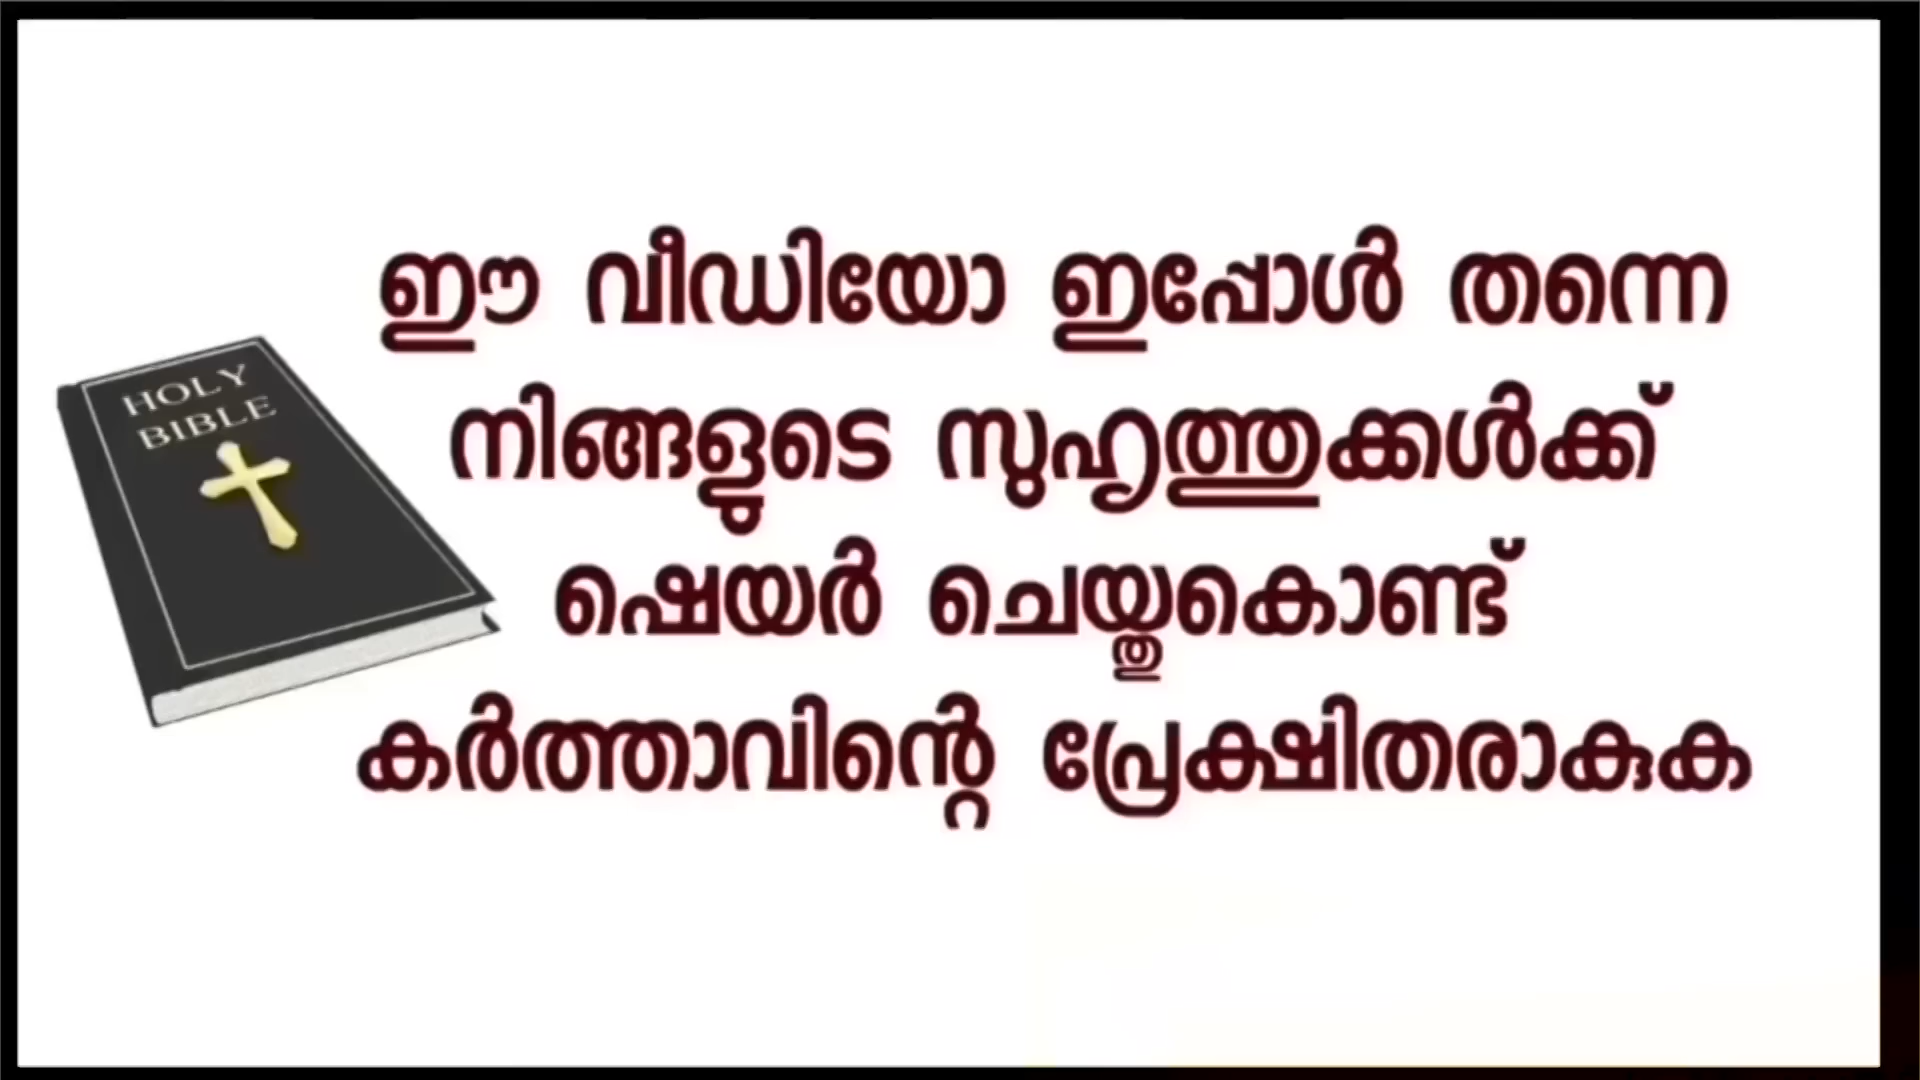 ഈ വീഡിയോ ഇപ്പോൾ തന്നെ
നിങ്ങളുടെ സുഹൃത്തുക്കൾക്ക്
ഷെയർ ചെയ്തുകൊണ്ട്
കർത്താവിന്റെ പ്രേക്ഷിതരാകുക
HOLY
BIBLE